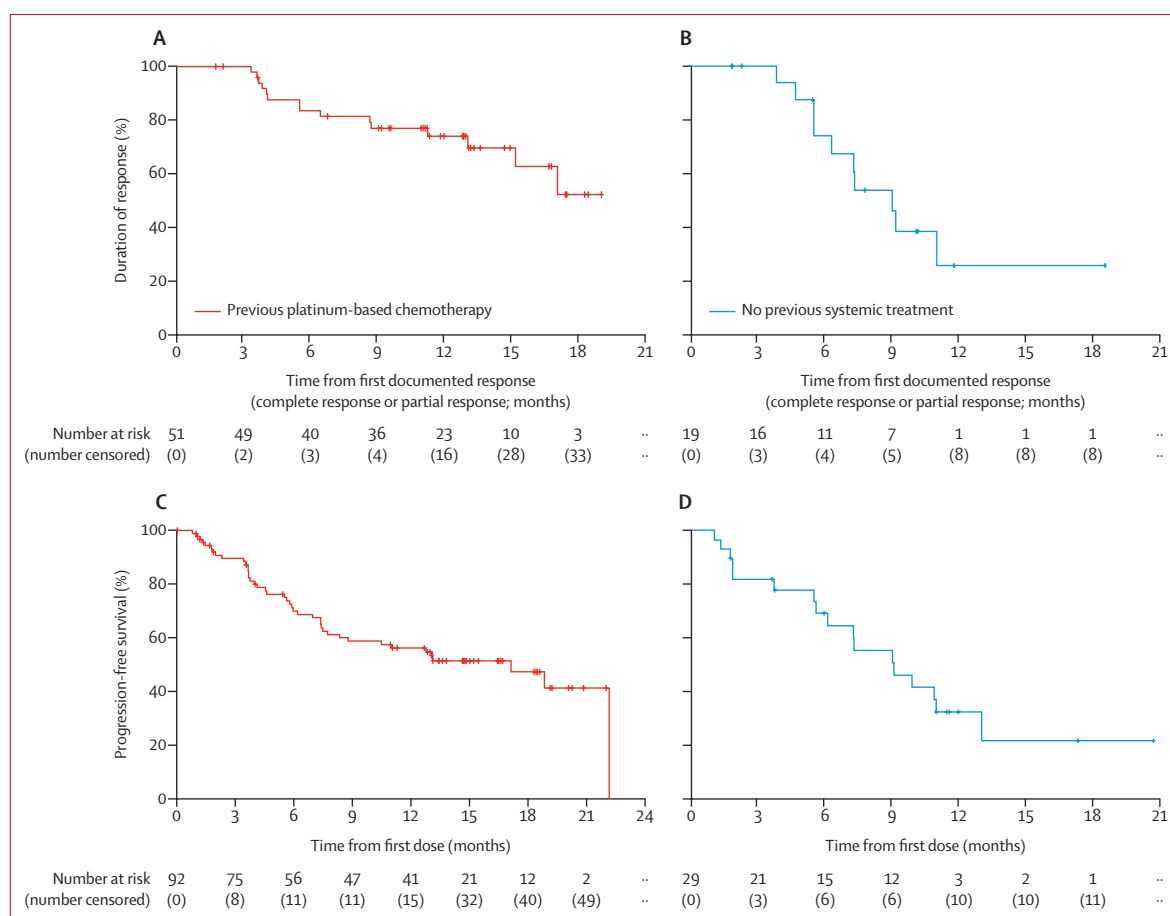 A
B
100
80
60
40
20
0
Duration of response (%)
Previous platinum-based chemotherapy
No previous systemic treatment
0 3 6 9 12 15 18 21
0 3 6 9 12 15 18 21
Time from first documented response
(complete response or partial response; months)
Time from first documented response
(complete response or partial response; months)
Number at risk 51 49 40 36 23 10 3 ··
(number censored) (0) (2) (3) (4) (16) (28) (33) ··
19 16 11 7 1 1 1 ··
(0) (3) (4) (5) (8) (8) (8) ··
C
D
100
80
60
40
20
0
Progression-free survival (%)
0 3 6 9 12 15 18 21 24
0 3 6 9 12 15 18 21
Time from first dose (months)
Time from first dose (months)
Number at risk 92 75 56 47 41 21 12 2 ··
(number censored) (0) (8) (11) (11) (15) (32) (40) (49) ··
29 21 15 12 3 2 1 ··
(0) (3) (6) (6) (10) (10) (11) ··